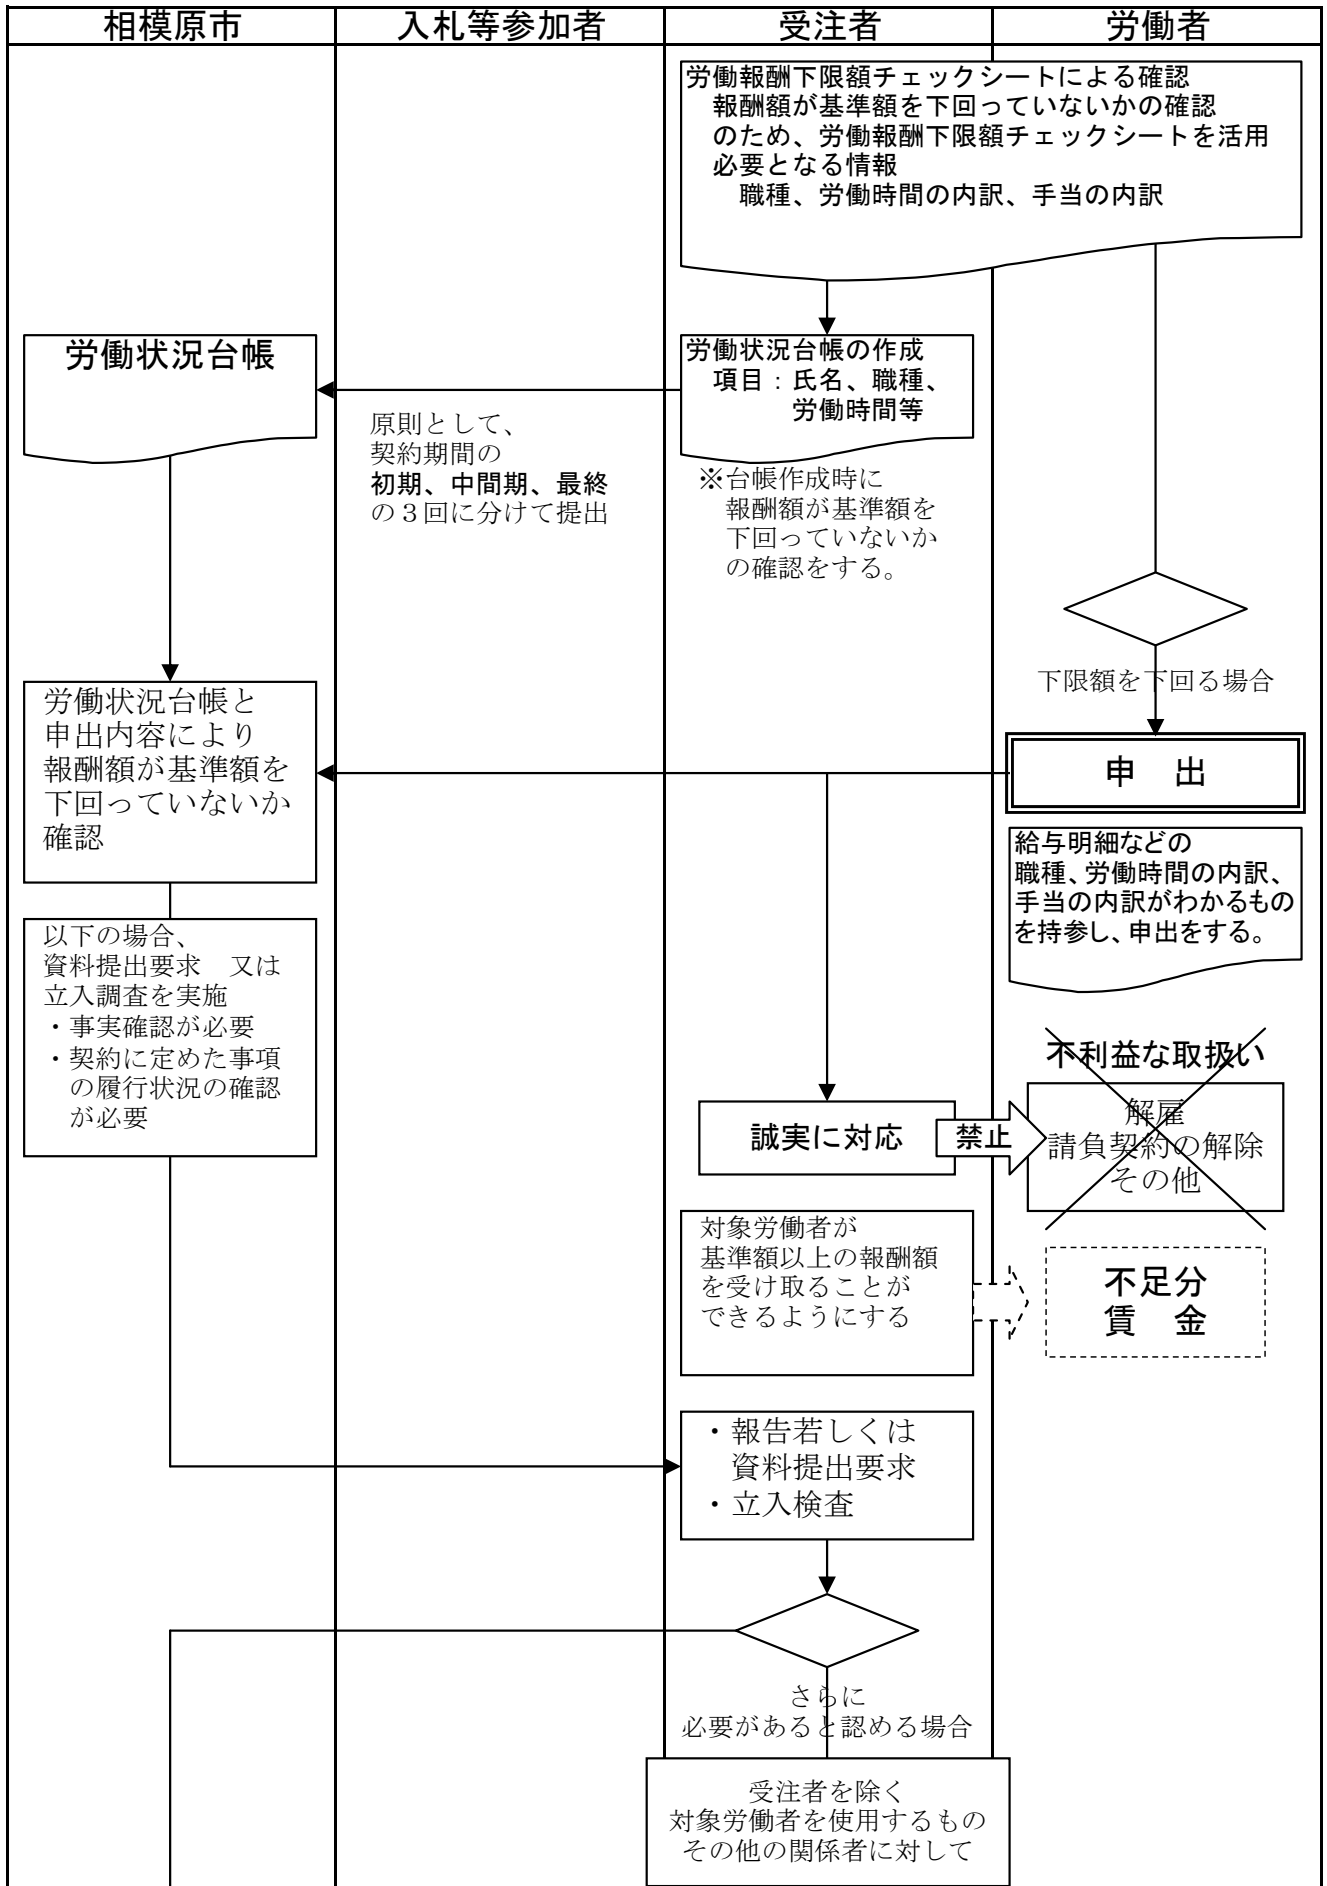 相模原市
入札等参加者
受注者
労働者
労働報酬下限額チェックシートによる確認
報酬額が基準額を下回っていないかの確認
のため、労働報酬下限額チェックシートを活用
必要となる情報
職種、労働時間の内訳、手当の内訳
労働状況台帳
労働状況台帳の作成
項目：氏名、職種、
労働時間等
原則として、
契約期間の
初期、中間期、最終
の３回に分けて提出
※台帳作成時に
報酬額が基準額を
下回っていないか
の確認をする。
下限額を下回る場合
労働状況台帳と
申出内容により
報酬額が基準額を
下回っていないか
確認
申　出
給与明細などの
職種、労働時間の内訳、
手当の内訳がわかるもの
を持参し、申出をする。
以下の場合、
資料提出要求　又は
立入調査を実施
・事実確認が必要
・契約に定めた事項
の履行状況の確認
が必要
不利益な取扱い
誠実に対応
禁止
解雇
請負契約の解除
その他
対象労働者が
基準額以上の報酬額
を受け取ることが
できるようにする
不足分
賃　金
・報告若しくは
資料提出要求
・立入検査
さらに
必要があると認める場合
受注者を除く
対象労働者を使用するもの
その他の関係者に対して